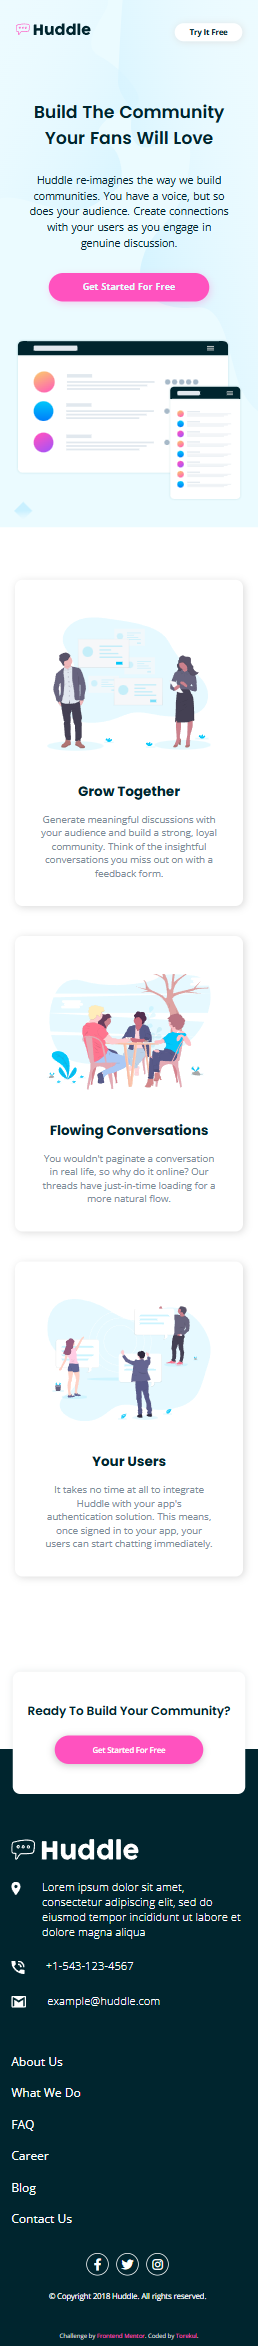 Huddle
Try It Free
Build The Community
Your Fans Will Love
Huddle re-imagines the way we build
communities. You have a voice, but so
does your audience. Create connections
with your users as you engage in
genuine discussion.
Get Started For Free
Grow Together
Generate meaningful discussions with
your audience and build a strong, loyal
community. Think of the insightful
conversations you miss out on with a
feedback form.
Flowing Conversations
You wouldn't paginate a conversation
in real life, so why do it online? Our
threads have just-in-time loading for a
more natural flow.
Your Users
It takes no time at all to integrate
Huddle with your app's
authentication solution. This means,
once signed in to your app, your
users can start chatting immediately.
Ready To Build Your Community?
Get Started For Free
Huddle
Lorem ipsum dolor sit amet,
consectetur adipiscing elit, sed do
eiusmod tempor incididunt ut labore et
dolore magna aliqua
+1-543-123-4567
example@huddle.com
About Us
What We Do
FAQ
Career
Blog
Contact Us
© Copyright 2018 Huddle. All rights reserved.
Challenge by Frontend Mentor. Coded by Torekul.